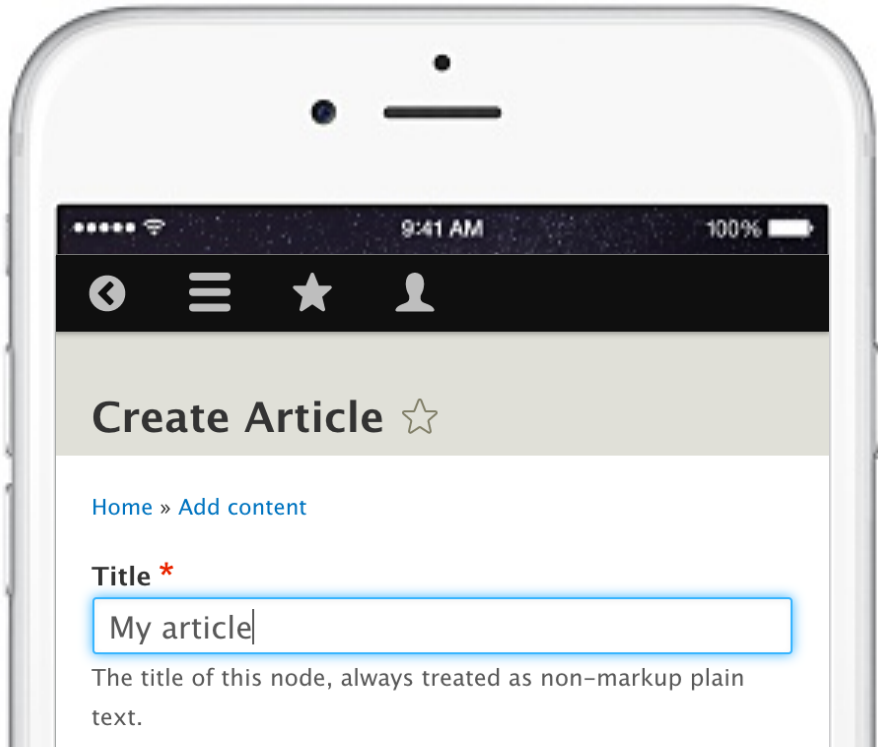 9:41 AM 100%
Create Article
Home » Add content
Title *
My article
The title of this node, always treated as non-markup plain
text.